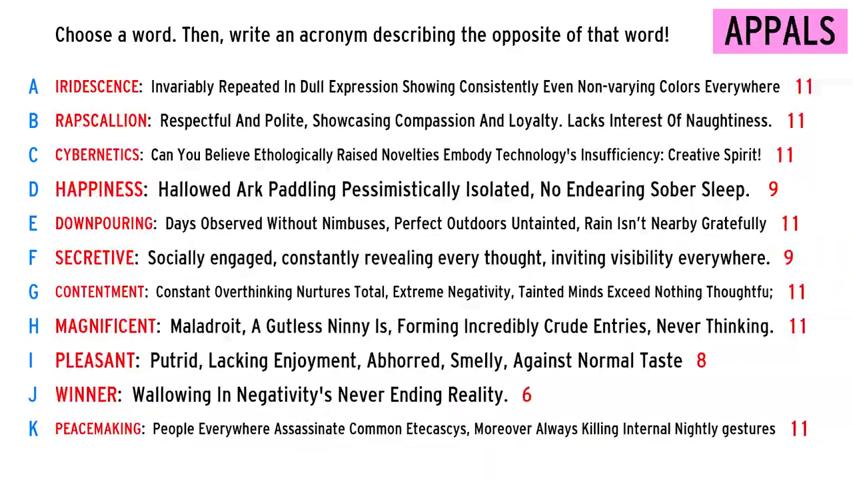 Choose a word. Then, write an acronym describing the opposite of that word!
APPALS
A IRIDESCENCE: Invariably Repeated In Dull Expression Showing Consistently Even Non-varying Colors Everywhere 11
B RAPSCALLION: Respectful And Polite, Showcasing Compassion And Loyalty. Lacks Interest Of Naughtiness. 11
C CYBERNETICS: Can You Believe Ethologically Raised Novelties Embody Technology's Insufficiency: Creative Spirit! 11
D HAPPINESS: Hallowed Ark Paddling Pessimistically Isolated, No Endearing Sober Sleep. 9
E DOWNPOURING: Days Observed Without Nimbuses, Perfect Outdoors Untainted, Rain Isn't Nearby Gratefully 11
F SECRETIVE: Socially engaged, constantly revealing every thought, inviting visibility everywhere. 9
G CONTENTMENT: Constant Overthinking Nurtures Total, Extreme Negativity, Tainted Minds Exceed Nothing Thoughtfu; 11
H MAGNIFICENT: Maladroit, A Gutless Ninny Is, Forming Incredibly Crude Entries, Never Thinking. 11
I PLEASANT: Putrid, Lacking Enjoyment, Abhorred, Smelly, Against Normal Taste 8
J WINNER: Wallowing In Negativity's Never Ending Reality. 6
K PEACEMAKING: People Everywhere Assassinate Common Etecascys, Moreover Always Killing Internal Nightly gestures 11